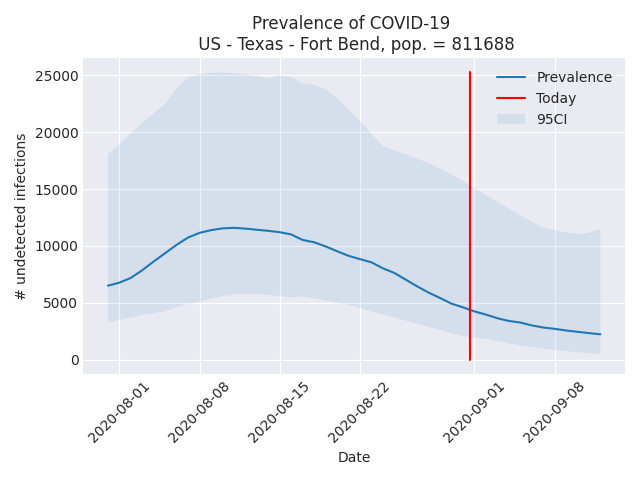 Prevalence of COVID-19
US - Texas - Fort Bend, pop. = 811688
Prevalence
Today
95CI
# undetected infections
25000
20000
15000
10000
5000
0
2020-08-01
2020-08-08
2020-08-15
2020-08-22
2020-09-01
2020-09-08
Date